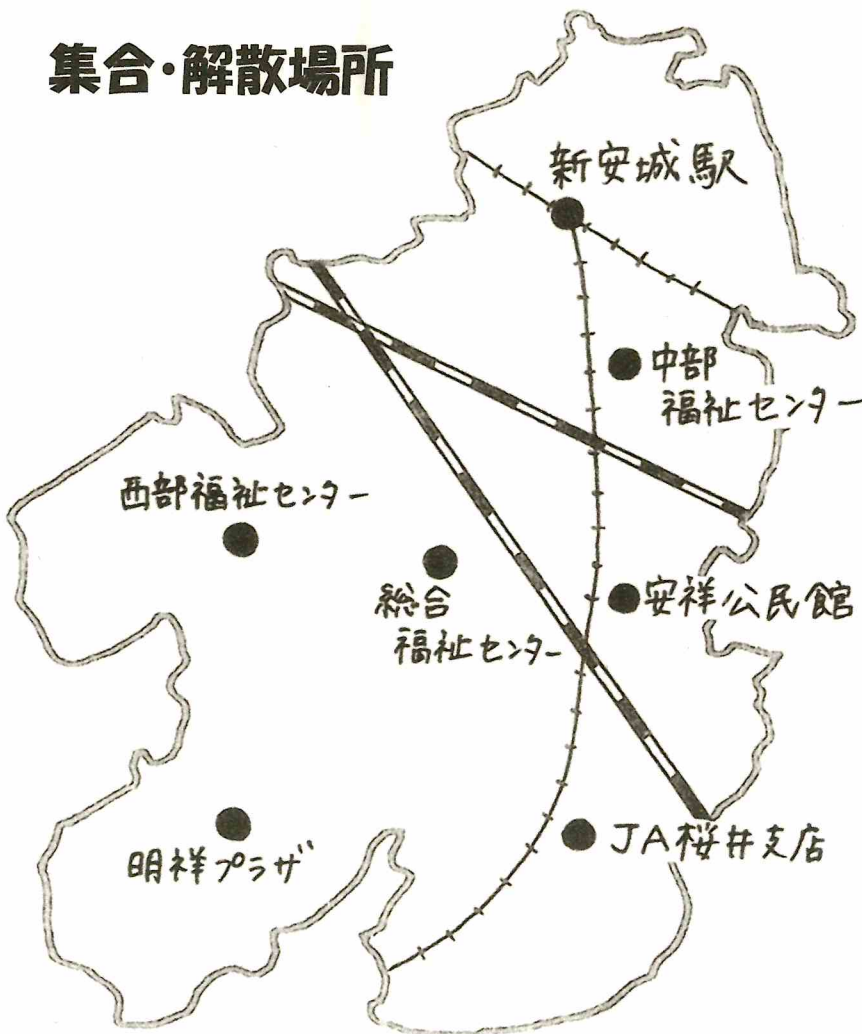 集合・解散場所
新安城駅
中部
福祉センター
西部福祉センター
総合
福祉センター
安祥公民館
明祥プラザ
JA桜井支店